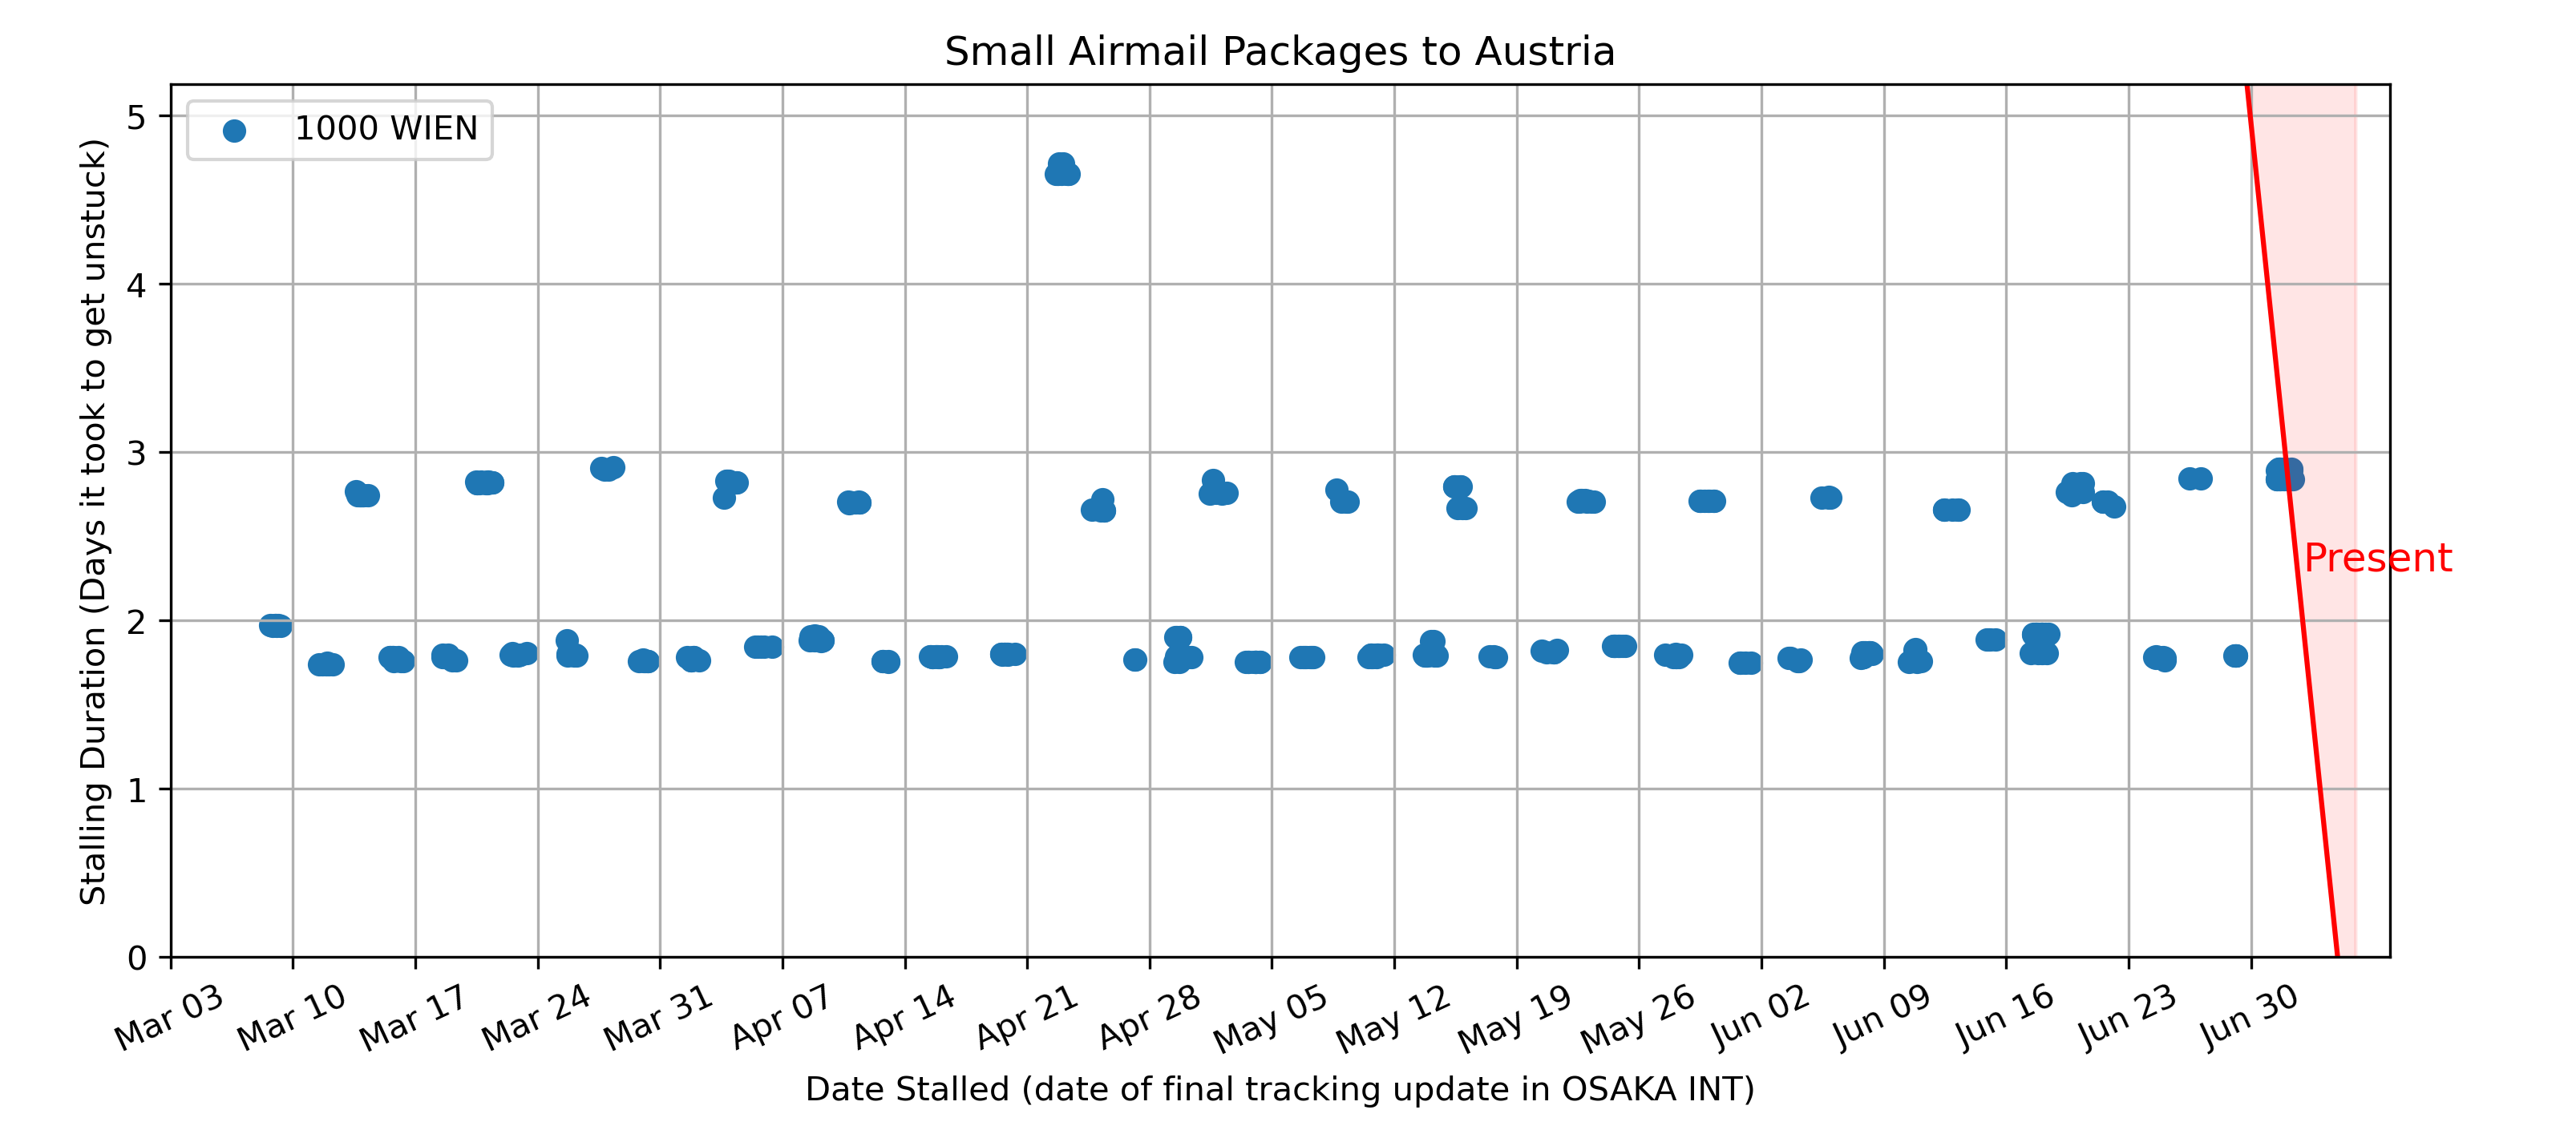 Small Airmail Packages to Austria
1000 WIEN
Stalling Duration (Days it took to get unstuck)
5
4
3
2
1
0
Present
Mar 03
Mar 10
Mar 17
Mar 24
Mar 31
Apr 07
Apr 14
Apr 21
Apr 28
May 05
May 12
May 19
May 26
Jun 02
Jun 09
Jun 16
Jun 23
Jun 30
Date Stalled (date of final tracking update in OSAKA INT)